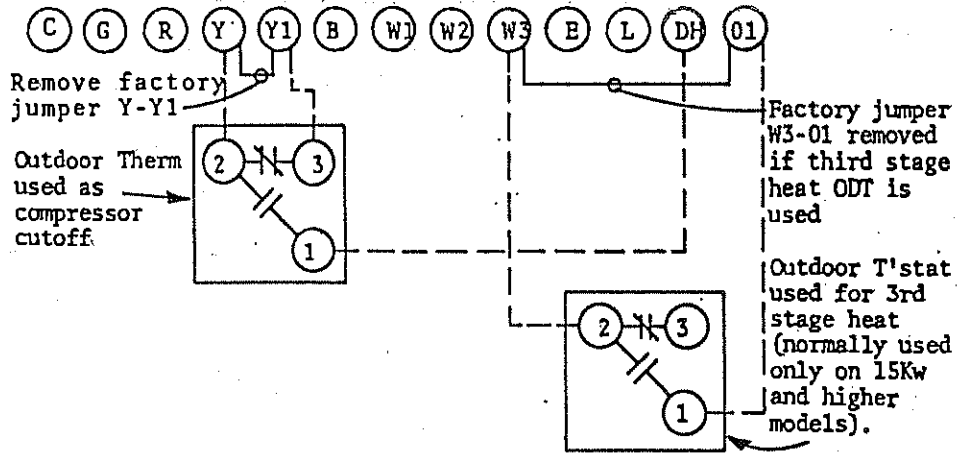 C G R Y Y1 B W1 W2 W3 E L DH 01
Remove factory
jumper Y-Y1
Factory jumper
W3-01 removed
if third stage
heat ODT is
used
Outdoor Therm
used as
compressor
cutoff
2 3
1
Outdoor T'stat
used for 3rd
stage heat
(normally used
only on 15Kw
and higher
models).
2 3
1